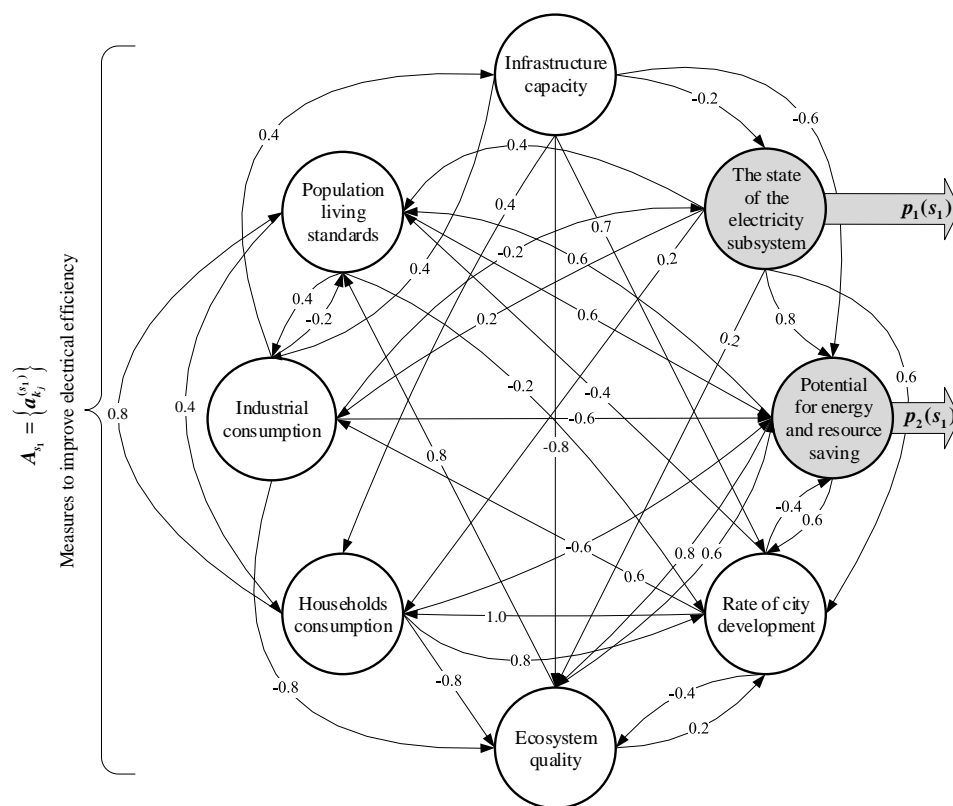 Infrastructure
capacity
-0.2
-0.6
0.4
0.4
Population
living
standards
The state
of the
electricity
subsystem
p₁(s₁)
0.4
0.7
0.4
-0.2
0.6
0.2
0.4
-0.2
0.2
0.6
0.8
0.2
A_{s₁} = {a_{k_j}^{(s₁)}}
Measures to improve electrical efficiency
0.8
0.4
Industrial
consumption
-0.2
-0.4
-0.6
-0.8
Potential
for energy
and resource
saving
0.6
p₂(s₁)
0.8
-0.4
0.6
-0.6
0.8
0.6
0.6
Households
consumption
1.0
Rate of city
development
0.8
-0.8
-0.8
-0.4
0.2
Ecosystem
quality